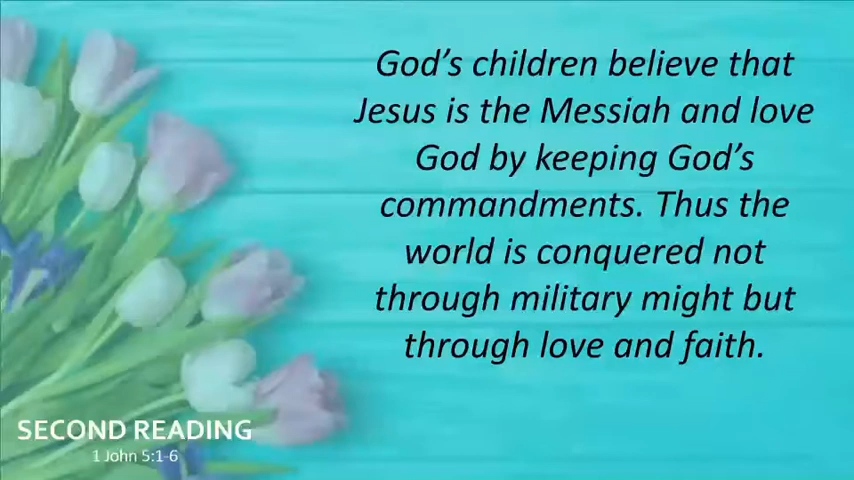 God's children believe that
Jesus is the Messiah and love
God by keeping God's
commandments. Thus the
world is conquered not
through military might but
through love and faith.
SECOND READING
1 John 5:1-6